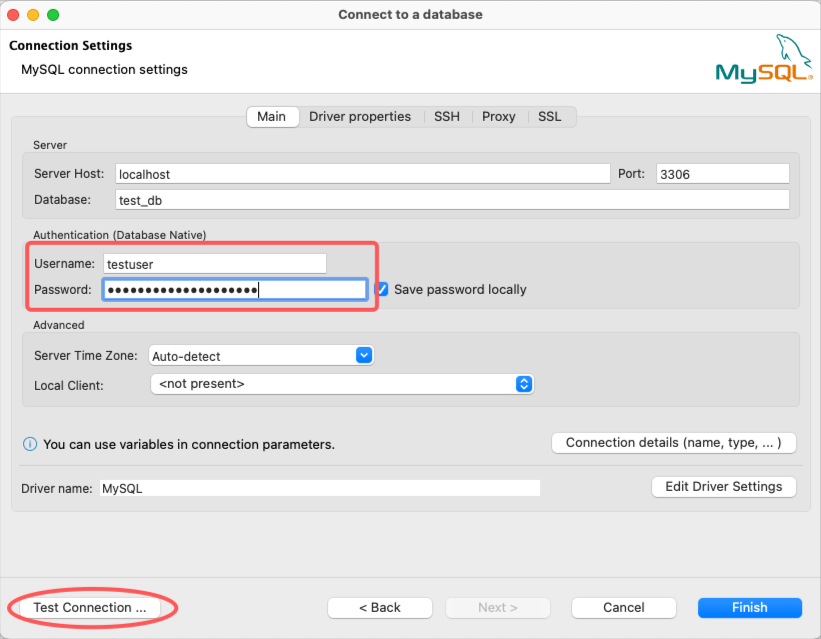 Connect to a database
Connection Settings
MySQL connection settings
MySQL®
Main Driver properties SSH Proxy SSL
Server
Server Host: localhost Port: 3306
Database: test_db
Authentication (Database Native)
Username: testuser
Password: ●●●●●●●●●●●●●●●●●●●● Save password locally
Advanced
Server Time Zone: Auto-detect
Local Client: <not present>
You can use variables in connection parameters. Connection details (name, type, ... )
Driver name: MySQL Edit Driver Settings
Test Connection ... < Back Next > Cancel Finish